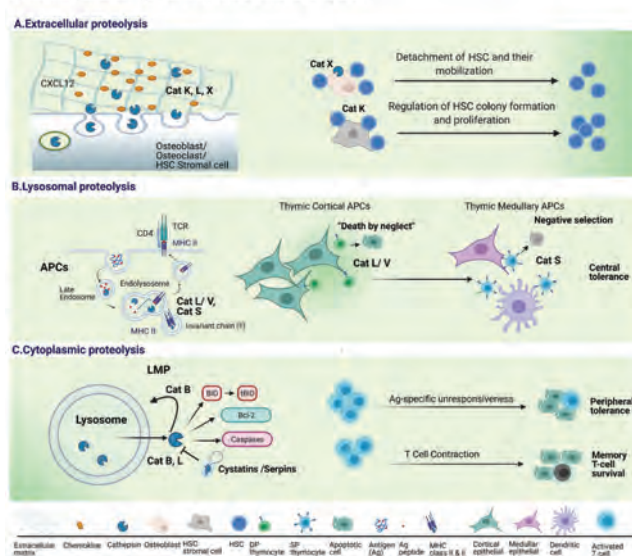 A.Extracellular proteolysis
CXCL12
Cat K, L, X
Osteoblast/
Osteoclast/
HSC Stromal cell
Cat X
Detachment of HSC and their
mobilization
Cat K
Regulation of HSC colony formation
and proliferation
B.Lysosomal proteolysis
APCs
CD4
TCR
MHC II
Late
Endosome
Endolysosome
Cat L/ V,
Cat S
MHC II
Invariant chain (Ii)
Thymic Cortical APCs
"Death by neglect"
Cat L/ V
Thymic Medullary APCs
Negative selection
Cat S
Central
tolerance
C.Cytoplasmic proteolysis
LMP
Cat B
Lysosome
Cat B, L
BID
tBID
Bcl-2
Caspases
Cystatins /Serpins
Ag-specific unresponsiveness
Peripheral
tolerance
T Cell Contraction
Memory
T-cell
survival
Extracellular
matrix
Chemokine
Cathepsin
Osteoblast
HSC
stromal cell
HSC
DP
thymocyte
SP
thymocyte
Apoptotic
cell
Antigen
(Ag)
Ag
peptide
MHC
class II & Ii
Cortical
epithelial
Medullar
epithelial
Dendritic
cell
Activated
T cell